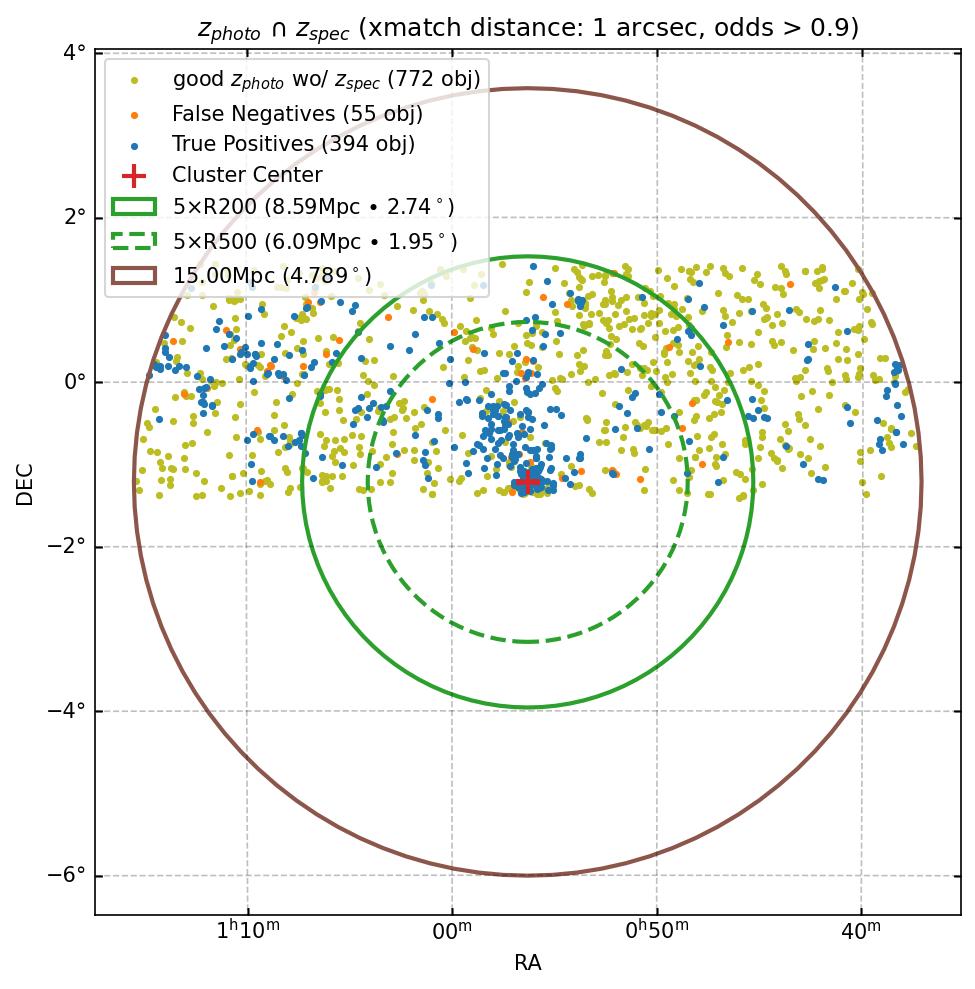 z_photo ∩ z_spec (xmatch distance: 1 arcsec, odds > 0.9)
good z_photo wo/ z_spec (772 obj)
False Negatives (55 obj)
True Positives (394 obj)
Cluster Center
5×R200 (8.59Mpc • 2.74°)
5×R500 (6.09Mpc • 1.95°)
15.00Mpc (4.789°)
4°
2°
0°
−2°
−4°
−6°
DEC
1ʰ10ᵐ 00ᵐ 0ʰ50ᵐ 40ᵐ
RA